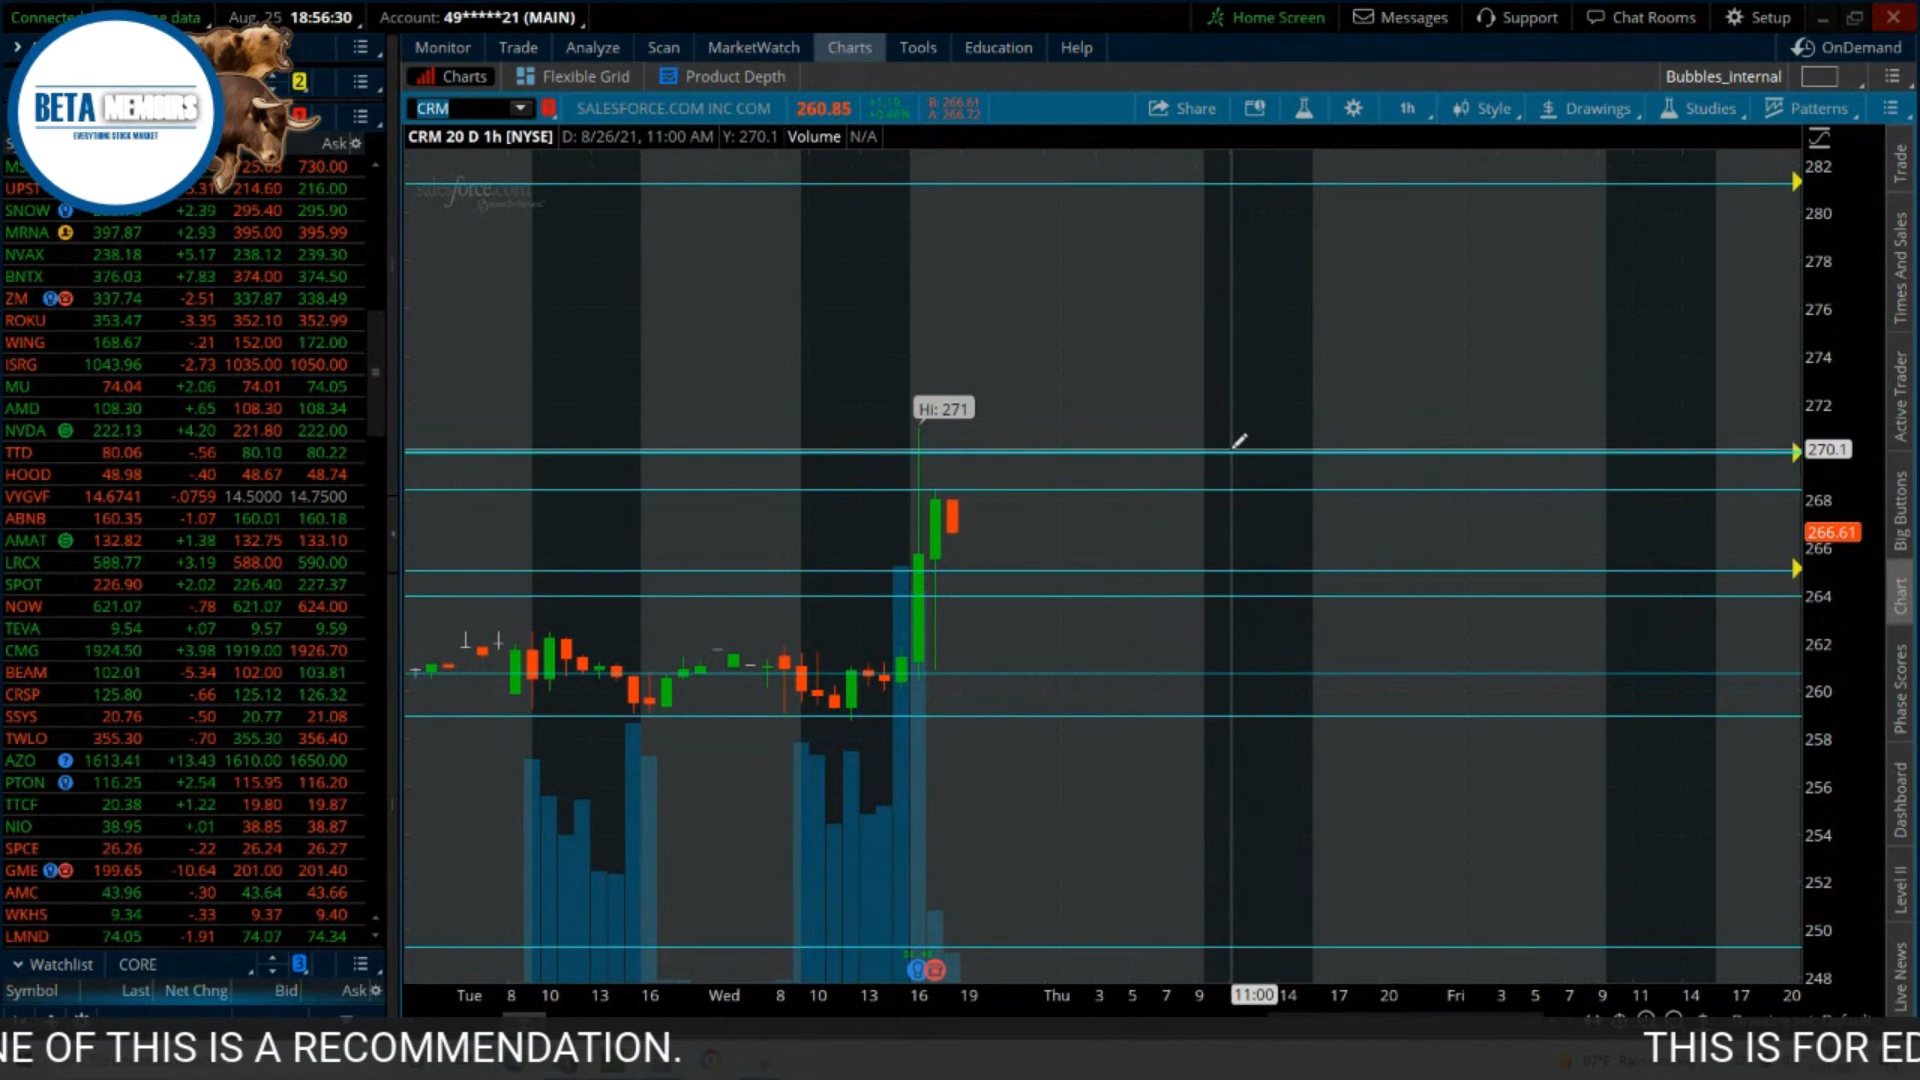 Connected
data
Aug. 25 18:56:30
Account: 49*****21 (MAIN)
Home Screen
Messages
Support
Chat Rooms
Setup
BETA MEMOIRS
EVERYTHING STOCK MARKET
Monitor Trade Analyze Scan MarketWatch Charts Tools Education Help
OnDemand
2
Charts Flexible Grid Product Depth
Bubbles_internal
CRM
SALESFORCE.COM INC COM 260.85
B: 266.61
A: 266.72
Share
1h Style Drawings Studies Patterns
CRM 20 D 1h [NYSE] D: 8/26/21, 11:00 AM Y: 270.1 Volume N/A
Ask
730.00
UPST 214.60 216.00
SNOW +2.39 295.40 295.90
MRNA 397.87 +2.93 395.00 395.99
NVAX 238.18 +5.17 238.12 239.30
BNTX 376.03 +7.83 374.00 374.50
ZM 337.74 -2.51 337.87 338.49
ROKU 353.47 -3.35 352.10 352.99
WING 168.67 -.21 152.00 172.00
ISRG 1043.96 -2.73 1035.00 1050.00
MU 74.04 +2.06 74.01 74.05
AMD 108.30 +.65 108.30 108.34
NVDA 222.13 +4.20 221.80 222.00
TTD 80.06 -.56 80.10 80.22
HOOD 48.98 -.40 48.67 48.74
VYGVF 14.6741 -.0759 14.5000 14.7500
ABNB 160.35 -1.07 160.01 160.18
AMAT 132.82 +1.38 132.75 133.10
LRCX 588.77 +3.19 588.00 590.00
SPOT 226.90 +2.02 226.40 227.37
NOW 621.07 -.78 621.07 624.00
TEVA 9.54 +.07 9.57 9.59
CMG 1924.50 +3.98 1919.00 1926.70
BEAM 102.01 -5.34 102.00 103.81
CRSP 125.80 -.66 125.12 126.32
SSYS 20.76 -.50 20.77 21.08
TWLO 355.30 -.70 355.30 356.40
AZO 1613.41 +13.43 1610.00 1650.00
PTON 116.25 +2.54 115.95 116.20
TTCF 20.38 +1.22 19.80 19.87
NIO 38.95 +.01 38.85 38.87
SPCE 26.26 -.22 26.24 26.27
GME 199.65 -10.64 201.00 201.40
AMC 43.96 -.30 43.64 43.66
WKHS 9.34 -.33 9.37 9.40
LMND 74.05 -1.91 74.07 74.34
Watchlist CORE 3
Symbol Last Net Chng Bid Ask
salesforce.com
Hi: 271
282
280
278
276
274
272
270.1
268
266.61
266
264
262
260
258
256
254
252
250
248
Tue 8 10 13 16 Wed 8 10 13 16 19 Thu 3 5 7 9 11:00 14 17 20 Fri 3 5 7 9 11 14 17 20
Trade
Times And Sales
Active Trader
Big Buttons
Chart
Phase Scores
Dashboard
Level II
Live News
NE OF THIS IS A RECOMMENDATION.
THIS IS FOR ED